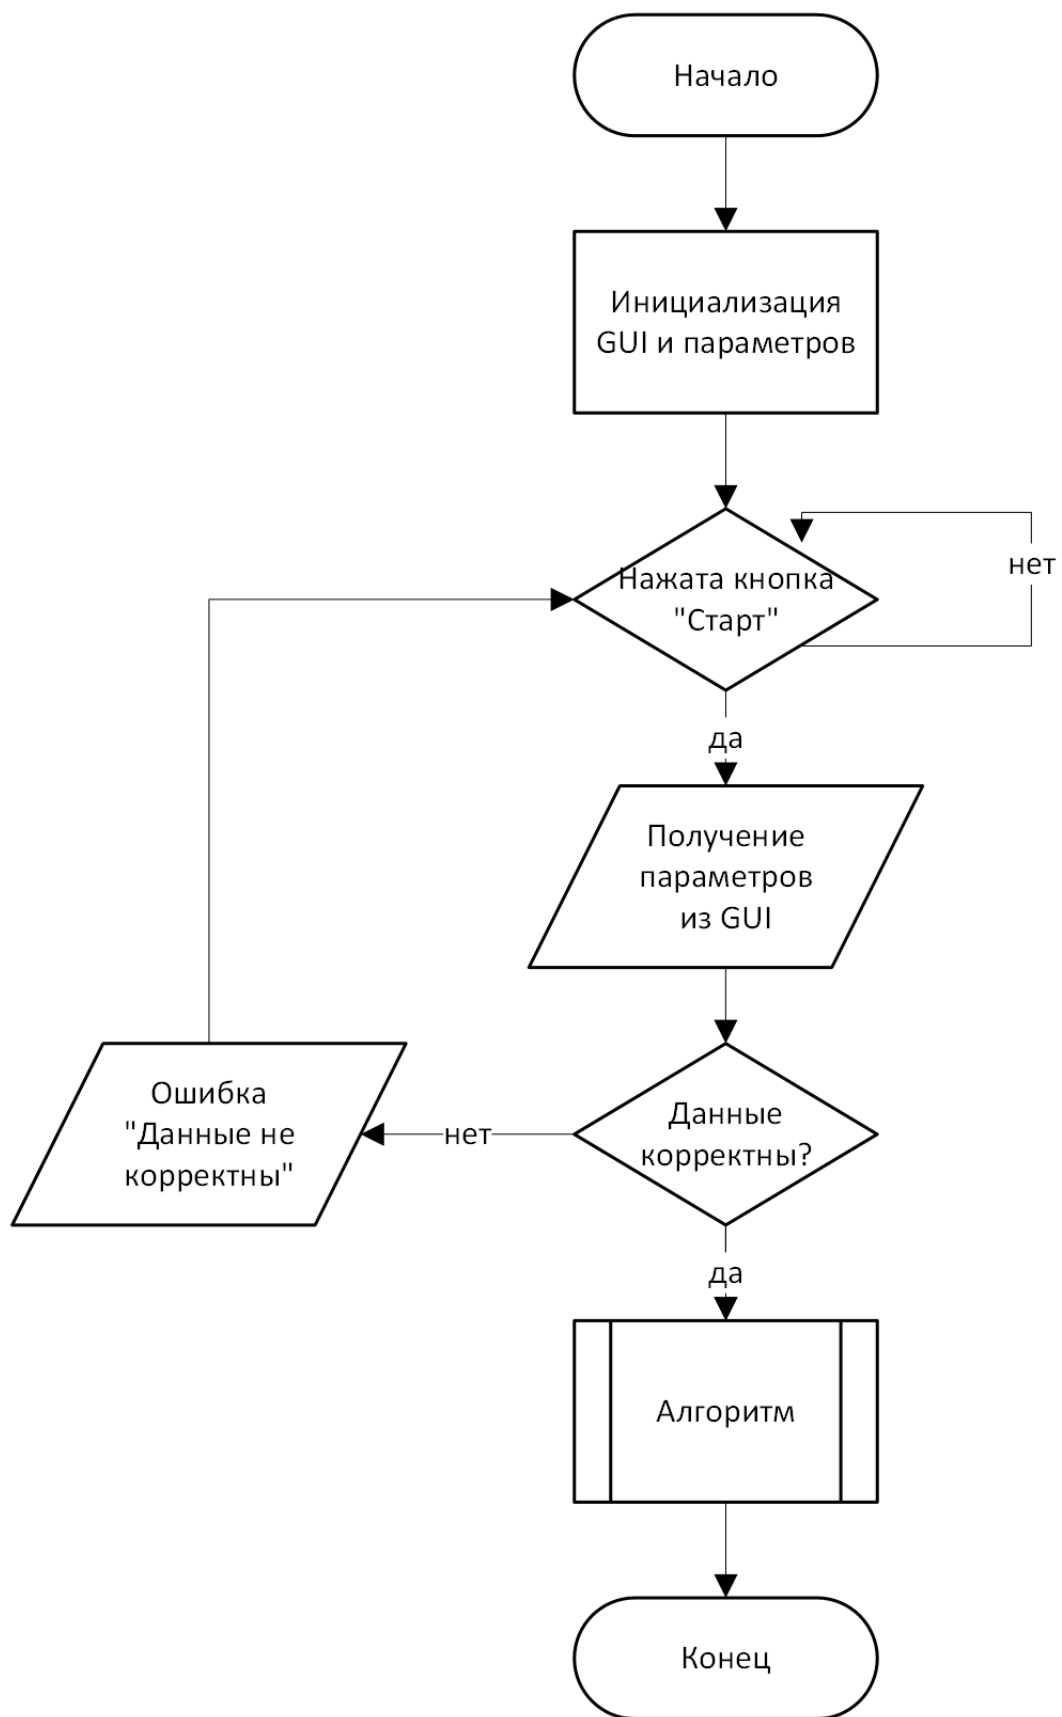 Начало
Инициализация
GUI и параметров
Нажата кнопка
"Старт"
нет
да
Получение
параметров
из GUI
Данные
корректны?
нет
Ошибка
"Данные не
корректны"
да
Алгоритм
Конец